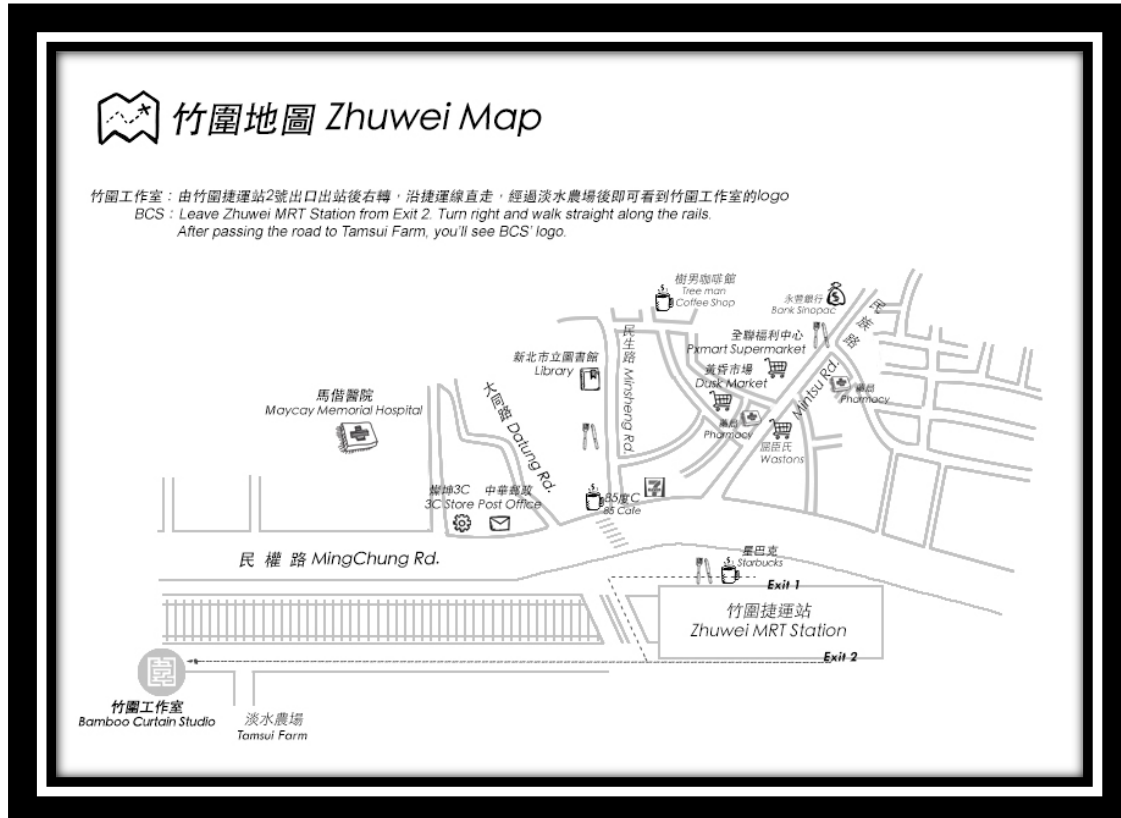 竹圍地圖 Zhuwei Map
竹圍工作室：由竹圍捷運站2號出口出站後右轉，沿捷運線直走，經過淡水農場後即可看到竹圍工作室的logo
BCS：Leave Zhuwei MRT Station from Exit 2. Turn right and walk straight along the rails.
After passing the road to Tamsui Farm, you'll see BCS' logo.
樹男咖啡館
Tree man
Coffee Shop
永豐銀行
Bank Sinopac
民族路
Mintsu Rd.
全聯福利中心
Pxmart Supermarket
民生路 Minsheng Rd.
新北市立圖書館
Library
黃昏市場
Dusk Market
藥局
Pharmacy
馬偕醫院
Maycay Memorial Hospital
大同路 Datung Rd.
藥局
Pharmacy
屈臣氏
Wastons
燦坤3C
3C Store
中華郵政
Post Office
85度C
85 Cafe
7
民權路 MingChung Rd.
星巴克
Starbucks
Exit 1
竹圍捷運站
Zhuwei MRT Station
Exit 2
圍
竹圍工作室
Bamboo Curtain Studio
淡水農場
Tamsui Farm